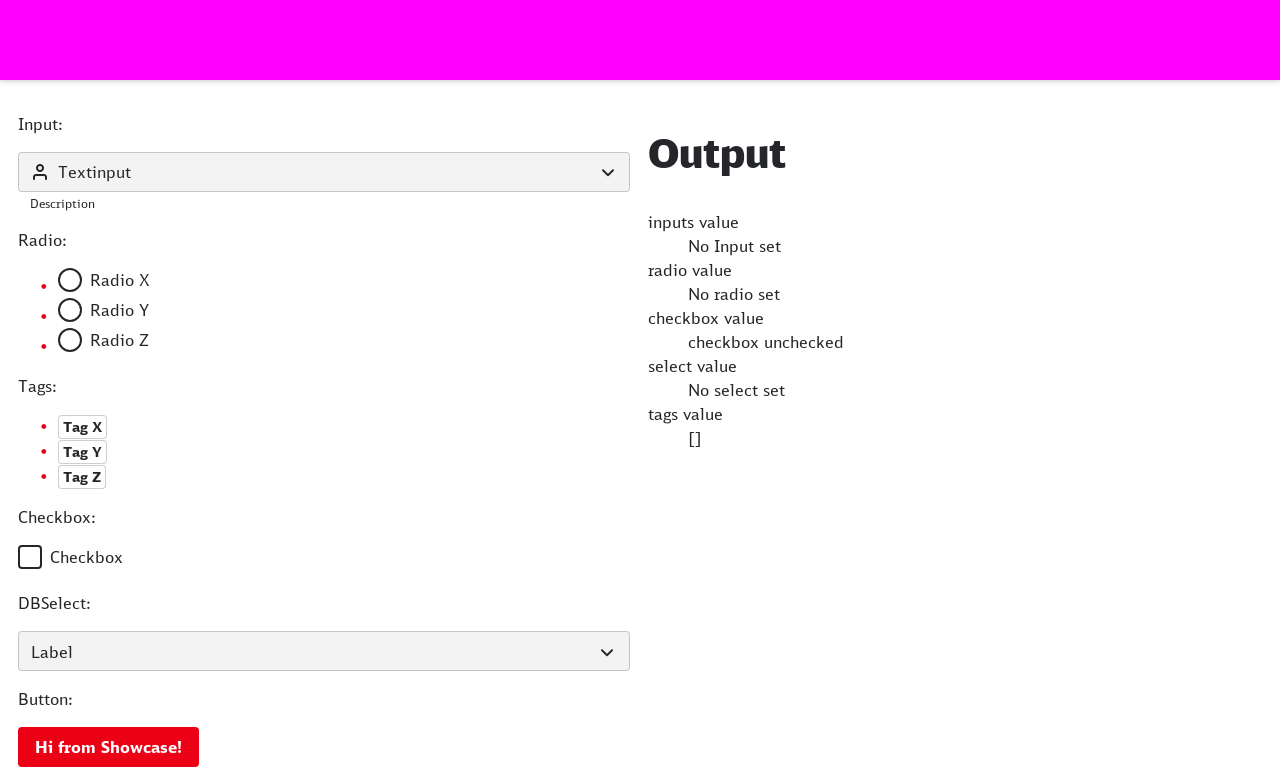 Input:
Textinput
Description
Radio:
Radio X
Radio Y
Radio Z
Tags:
Tag X
Tag Y
Tag Z
Checkbox:
Checkbox
DBSelect:
Label
Button:
Hi from Showcase!
Output
inputs value
No Input set
radio value
No radio set
checkbox value
checkbox unchecked
select value
No select set
tags value
[]